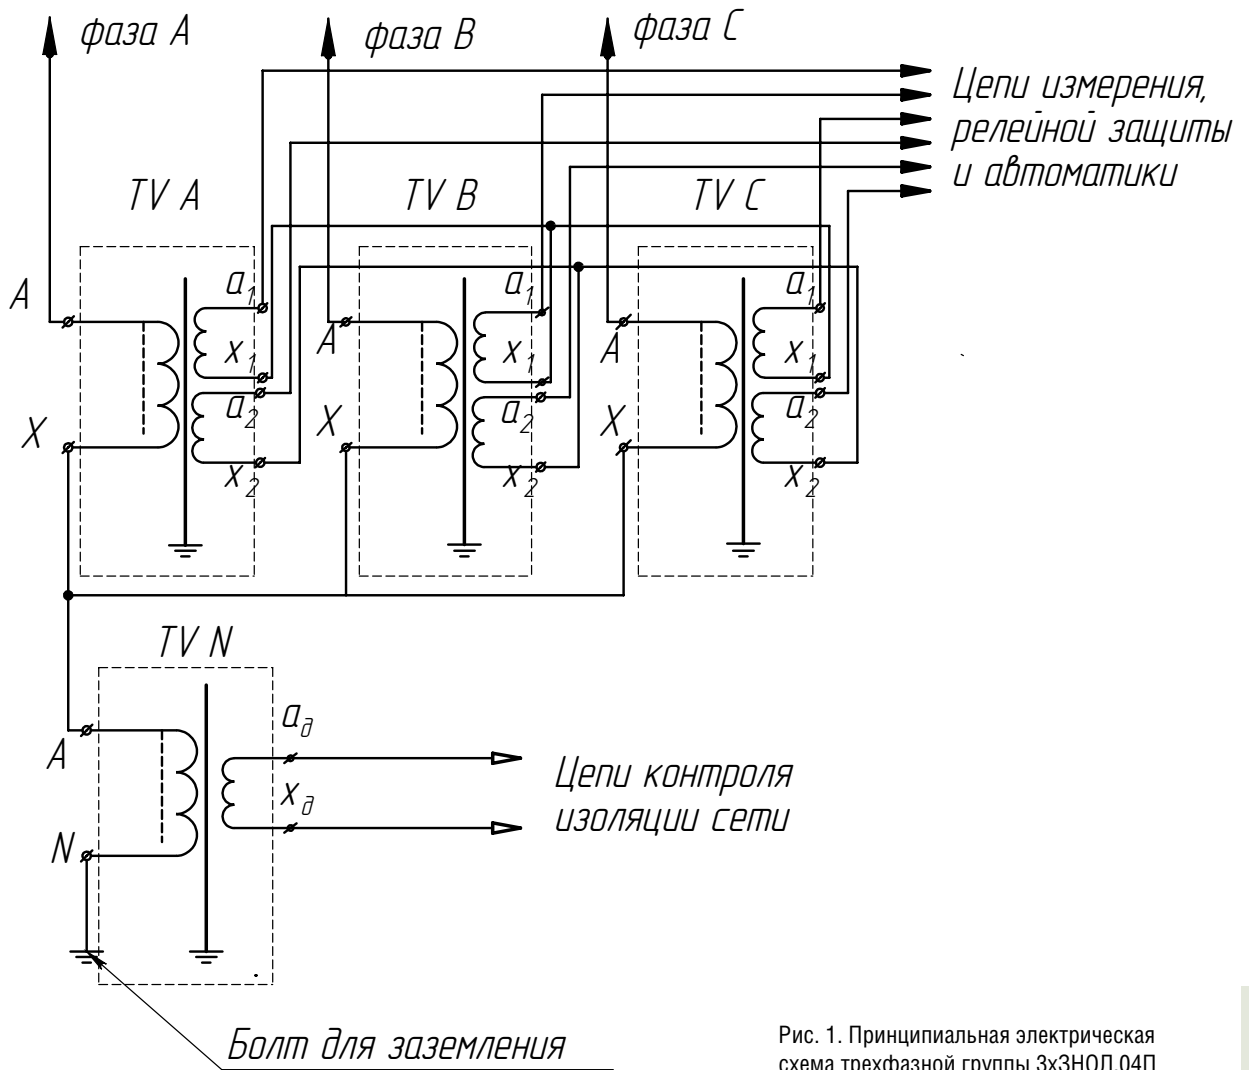 фаза A
фаза B
фаза C
Цепи измерения,
релейной защиты
и автоматики
TV A
TV B
TV C
A
a1
x1
X
a2
x2
A
a1
x1
X
a2
x2
A
a1
x1
X
a2
x2
TV N
A
aд
xд
N
Цепи контроля
изоляции сети
Болт для заземления
Рис. 1. Принципиальная электрическая
схема трехфазной группы 3хЗНОЛ.04П